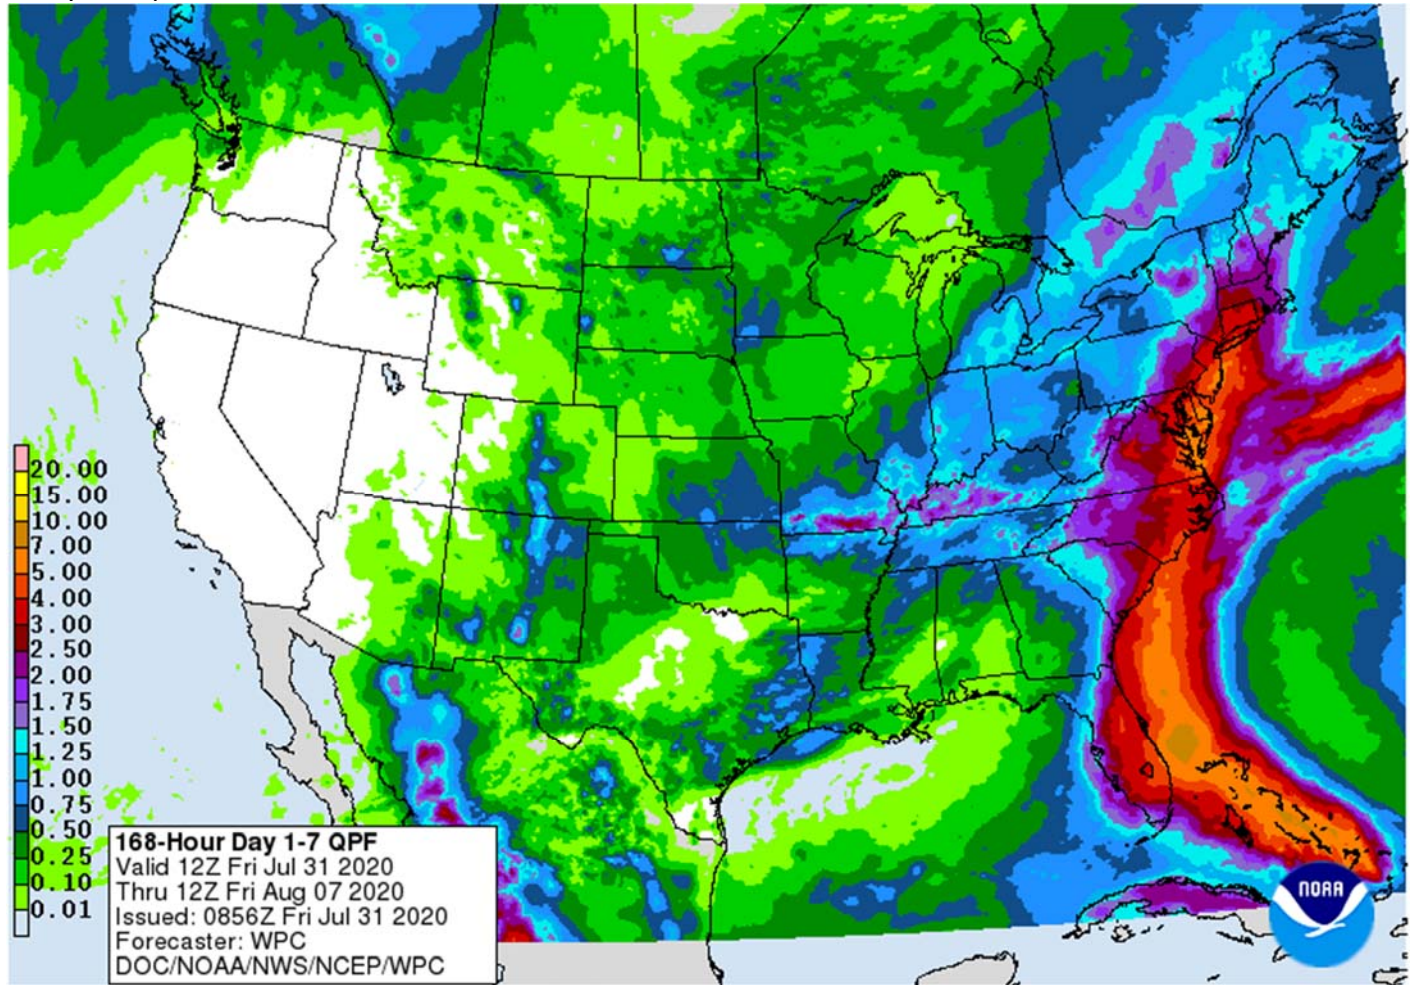 20.00
15.00
10.00
7.00
5.00
4.00
3.00
2.50
2.00
1.75
1.50
1.25
1.00
0.75
0.50
0.25
0.10
0.01
168-Hour Day 1-7 QPF
Valid 12Z Fri Jul 31 2020
Thru 12Z Fri Aug 07 2020
Issued: 0856Z Fri Jul 31 2020
Forecaster: WPC
DOC/NOAA/NWS/NCEP/WPC
NOAA